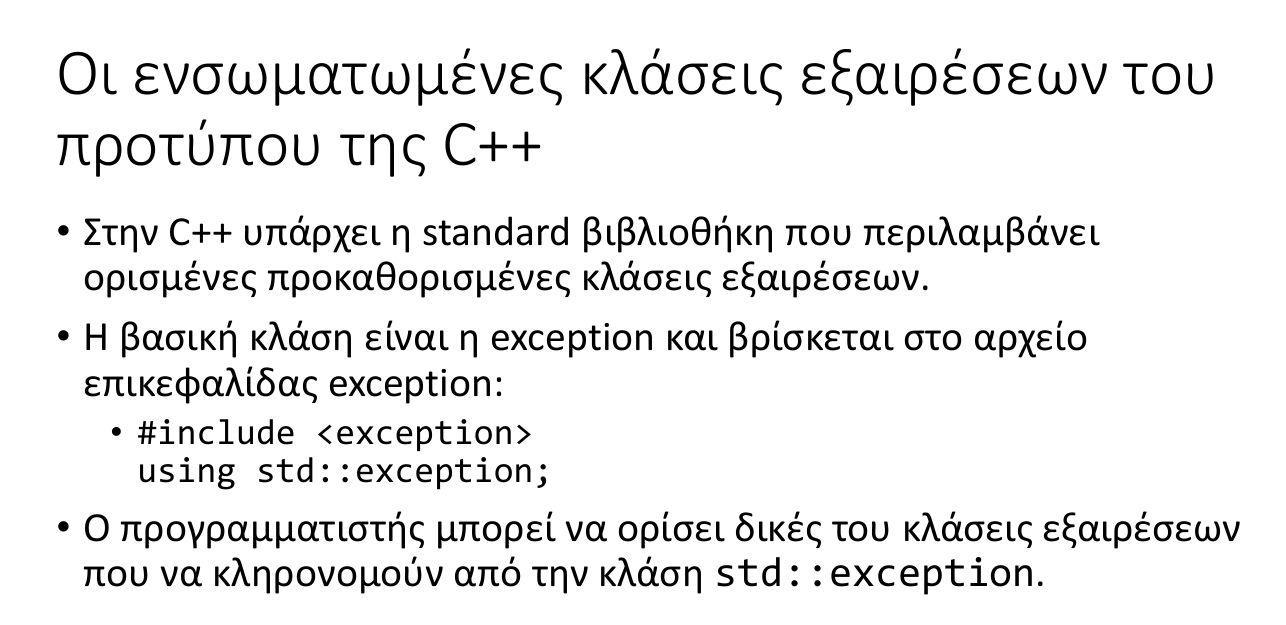 Οι ενσωματωμένες κλάσεις εξαιρέσεων του
προτύπου της C++
• Στην C++ υπάρχει η standard βιβλιοθήκη που περιλαμβάνει
ορισμένες προκαθορισμένες κλάσεις εξαιρέσεων.
• Η βασική κλάση είναι η exception και βρίσκεται στο αρχείο
επικεφαλίδας exception:
• #include <exception>
using std::exception;
• Ο προγραμματιστής μπορεί να ορίσει δικές του κλάσεις εξαιρέσεων
που να κληρονομούν από την κλάση std::exception.